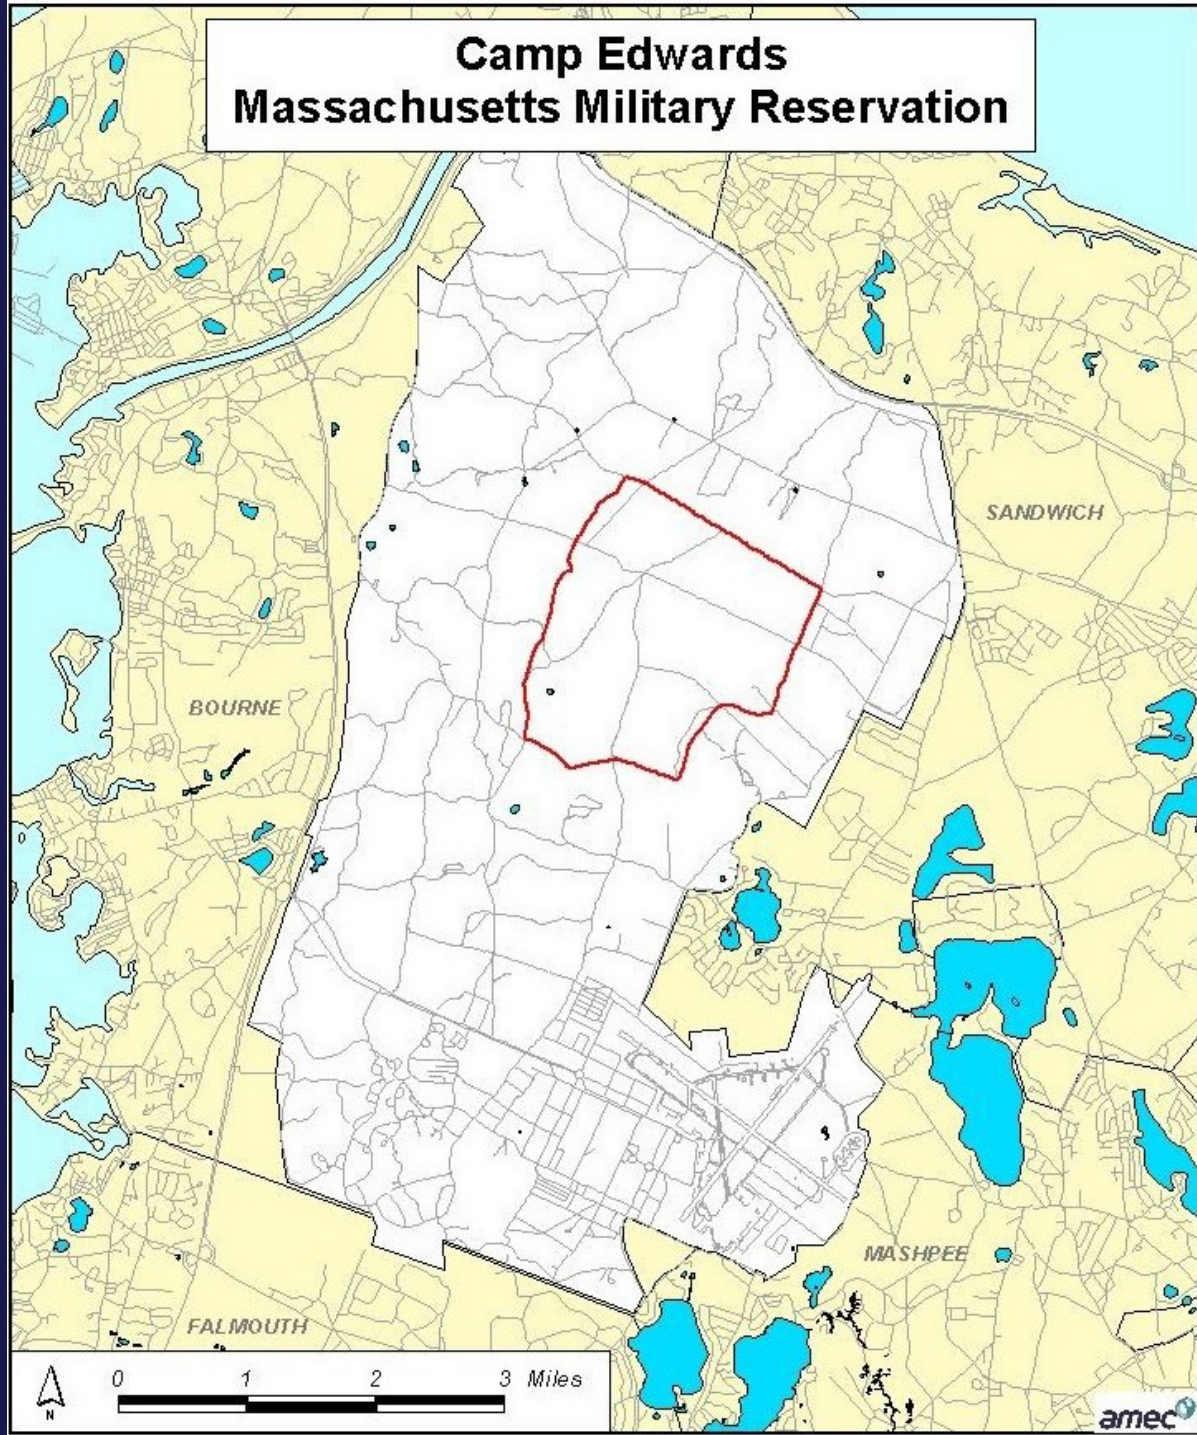 Camp Edwards
Massachusetts Military Reservation
SANDWICH
BOURNE
MASHPEE
FALMOUTH
N
0 1 2 3 Miles
amec